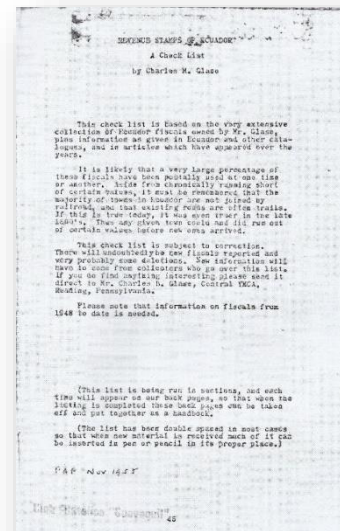 REVENUE STAMPS OF ECUADOR
A Check List
by Charles M. Glaze
This check list is based on the very extensive
collection of Ecuador fiscals owned by Mr. Glaze,
plus information as given in Ecuador and other cata-
logues, and in articles which have appeared over the
years.
It is likely that a very large percentage of
these fiscals have been postally used at one time
or another. Aside from chronically running short
of certain values, it must be remembered that the
majority of towns in Ecuador are not joined by
railroad, and that existing roads are often trails.
If this is true today, it was even truer in the late
1800's. Thus any given town could and did run out
of certain values before new ones arrived.
This check list is subject to correction.
There will undoubtedly be new fiscals reported and
very probably some deletions. New information will
have to come from collectors who go over this list.
If you do find anything interesting please send it
direct to Mr. Charles M. Glaze, Central YMCA,
Reading, Pennsylvania.
Please note that information on fiscals from
1948 to date is needed.
(This list is being run in sections, and each
time will appear on our back pages, so that when the
listing is completed these back pages can be taken
off and put together as a handbook.
(The list has been double spaced in most cases
so that when new material is received much of it can
be inserted in pen or pencil in its proper place.)
Nov 1955
45